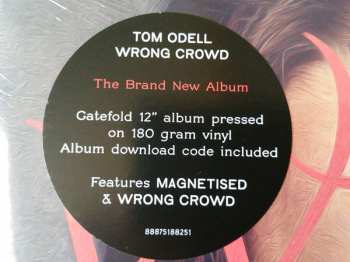 TOM ODELL
WRONG CROWD
The Brand New Album
Gatefold 12" album pressed
on 180 gram vinyl
Album download code included
Features MAGNETISED
& WRONG CROWD
88875188251